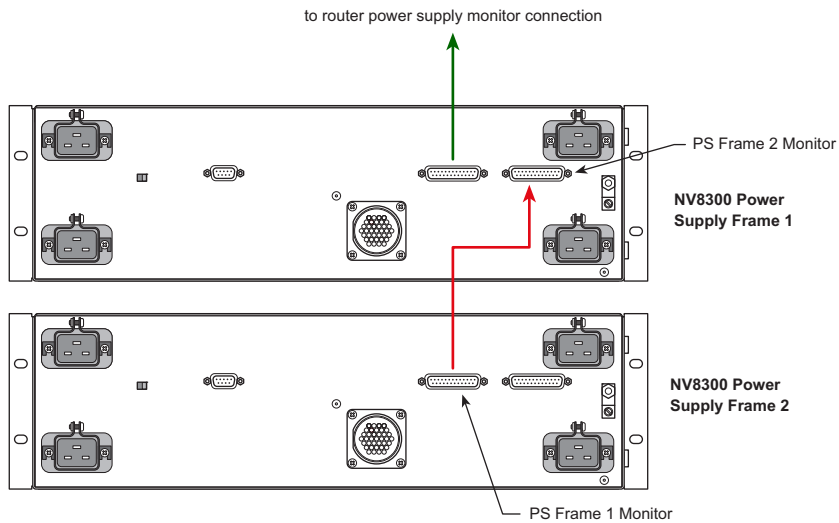 to router power supply monitor connection
PS Frame 2 Monitor
NV8300 Power
Supply Frame 1
NV8300 Power
Supply Frame 2
PS Frame 1 Monitor